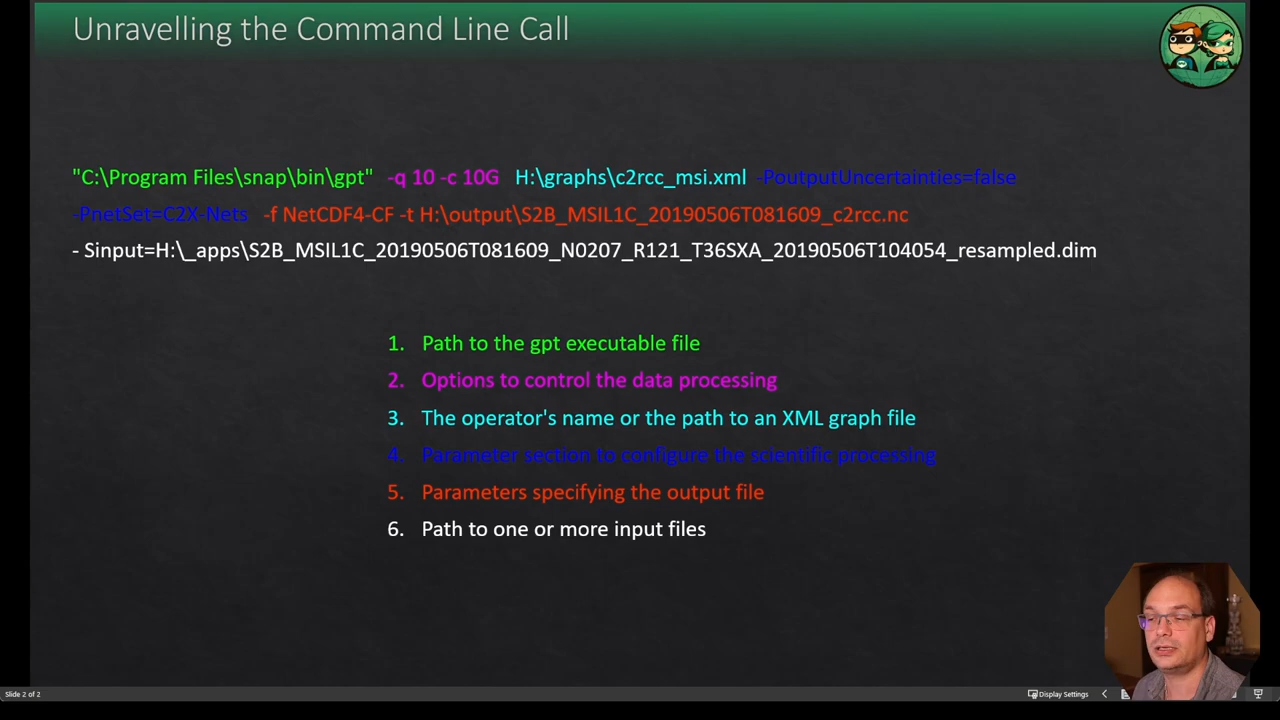 Unravelling the Command Line Call
"C:\Program Files\snap\bin\gpt" -q 10 -c 10G H:\graphs\c2rcc_msi.xml -PoutputUncertainties=false
-PnetSet=C2X-Nets -f NetCDF4-CF -t H:\output\S2B_MSIL1C_20190506T081609_c2rcc.nc
- Sinput=H:\_apps\S2B_MSIL1C_20190506T081609_N0207_R121_T36SXA_20190506T104054_resampled.dim
1. Path to the gpt executable file
2. Options to control the data processing
3. The operator's name or the path to an XML graph file
4. Parameter section to configure the scientific processing
5. Parameters specifying the output file
6. Path to one or more input files
Slide 2 of 2
Display Settings